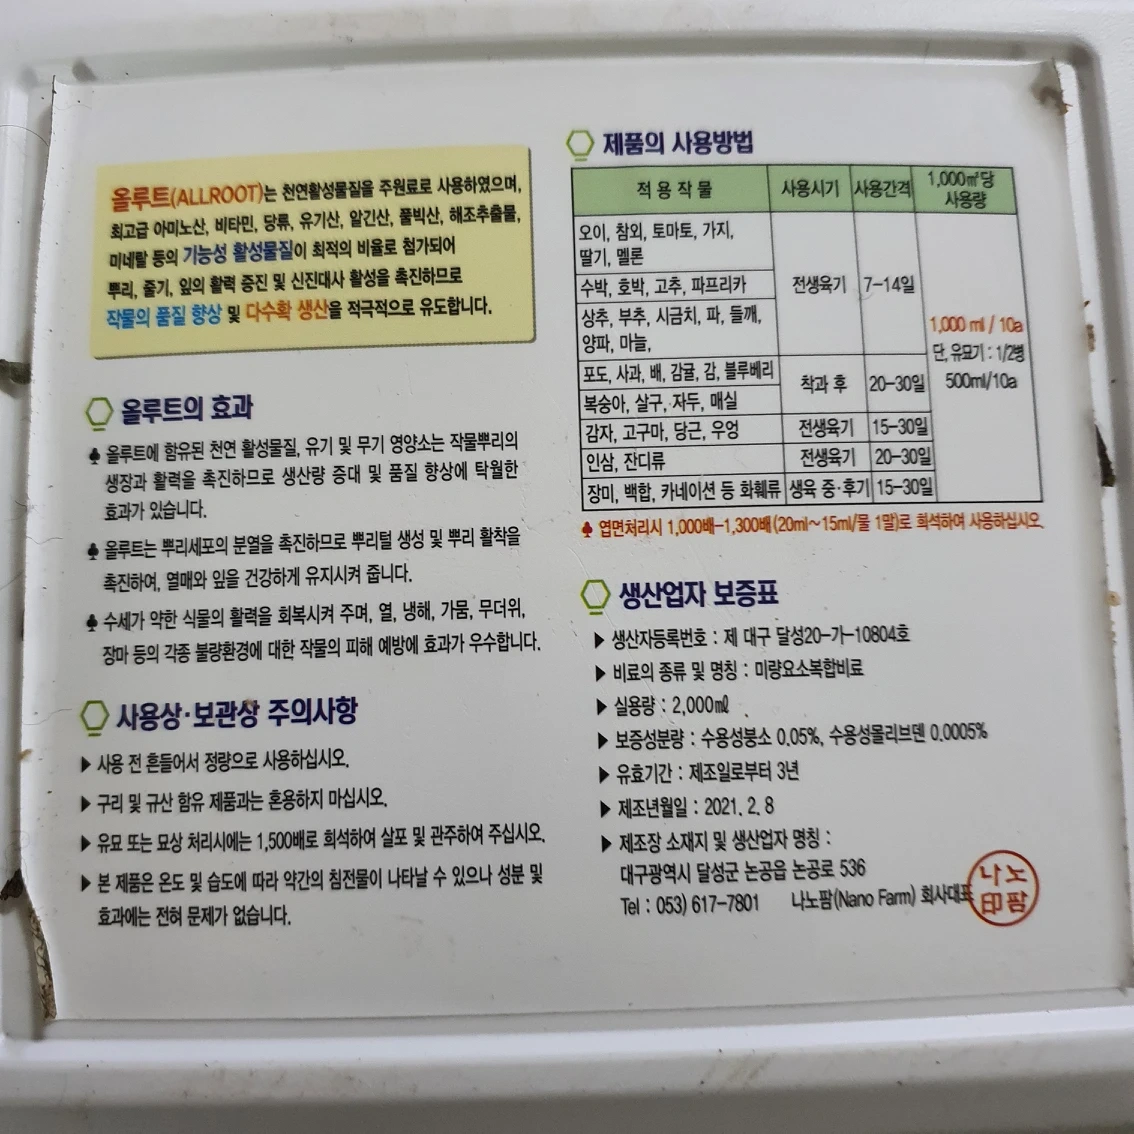 올루트(ALLROOT)는 천연활성물질을 주원료로 사용하였으며,
최고급 아미노산, 비타민, 당류, 유기산, 알긴산, 풀빅산, 해조추출물,
미네랄 등의 기능성 활성물질이 최적의 비율로 첨가되어
뿌리, 줄기, 잎의 활력 증진 및 신진대사 활성을 촉진하므로
작물의 품질 향상 및 다수확 생산을 적극적으로 유도합니다.
올루트의 효과
올루트에 함유된 천연 활성물질, 유기 및 무기 영양소는 작물뿌리의
생장과 활력을 촉진하므로 생산량 증대 및 품질 향상에 탁월한
효과가 있습니다.
올루트는 뿌리세포의 분열을 촉진하므로 뿌리털 생성 및 뿌리 활착을
촉진하여, 열매와 잎을 건강하게 유지시켜 줍니다.
수세가 약한 식물의 활력을 회복시켜 주며, 열, 냉해, 가뭄, 무더위,
장마 등의 각종 불량환경에 대한 작물의 피해 예방에 효과가 우수합니다.
사용상·보관상 주의사항
▶ 사용 전 흔들어서 정량으로 사용하십시오.
▶ 구리 및 규산 함유 제품과는 혼용하지 마십시오.
▶ 유묘 또는 묘상 처리시에는 1,500배로 희석하여 살포 및 관주하여 주십시오.
▶ 본 제품은 온도 및 습도에 따라 약간의 침전물이 나타날 수 있으나 성분 및
효과에는 전혀 문제가 없습니다.
제품의 사용방법
적용작물 사용시기 사용간격 1,000㎡당
사용량
오이, 참외, 토마토, 가지,
딸기, 멜론
수박, 호박, 고추, 파프리카 전생육기 7-14일
상추, 부추, 시금치, 파, 들깨,
양파, 마늘,
1,000 ml / 10a
단, 유묘기 : 1/2병
500ml/10a
포도, 사과, 배, 감귤, 감, 블루베리
착과 후 20-30일
복숭아, 살구, 자두, 매실
감자, 고구마, 당근, 우엉 전생육기 15-30일
인삼, 잔디류 전생육기 20-30일
장미, 백합, 카네이션 등 화훼류 생육 중·후기 15-30일
엽면처리시 1,000배-1,300배(20ml~15ml/물 1말)로 희석하여 사용하십시오.
생산업자 보증표
▶ 생산자등록번호 : 제 대구 달성20-가-10804호
▶ 비료의 종류 및 명칭 : 미량요소복합비료
▶ 실용량 : 2,000㎖
▶ 보증성분량 : 수용성붕소 0.05%, 수용성몰리브덴 0.0005%
▶ 유효기간 : 제조일로부터 3년
▶ 제조년월일 : 2021. 2. 8
▶ 제조장 소재지 및 생산업자 명칭 :
대구광역시 달성군 논공읍 논공로 536
Tel : 053) 617-7801 나노팜(Nano Farm) 회사대표
나노
印팜